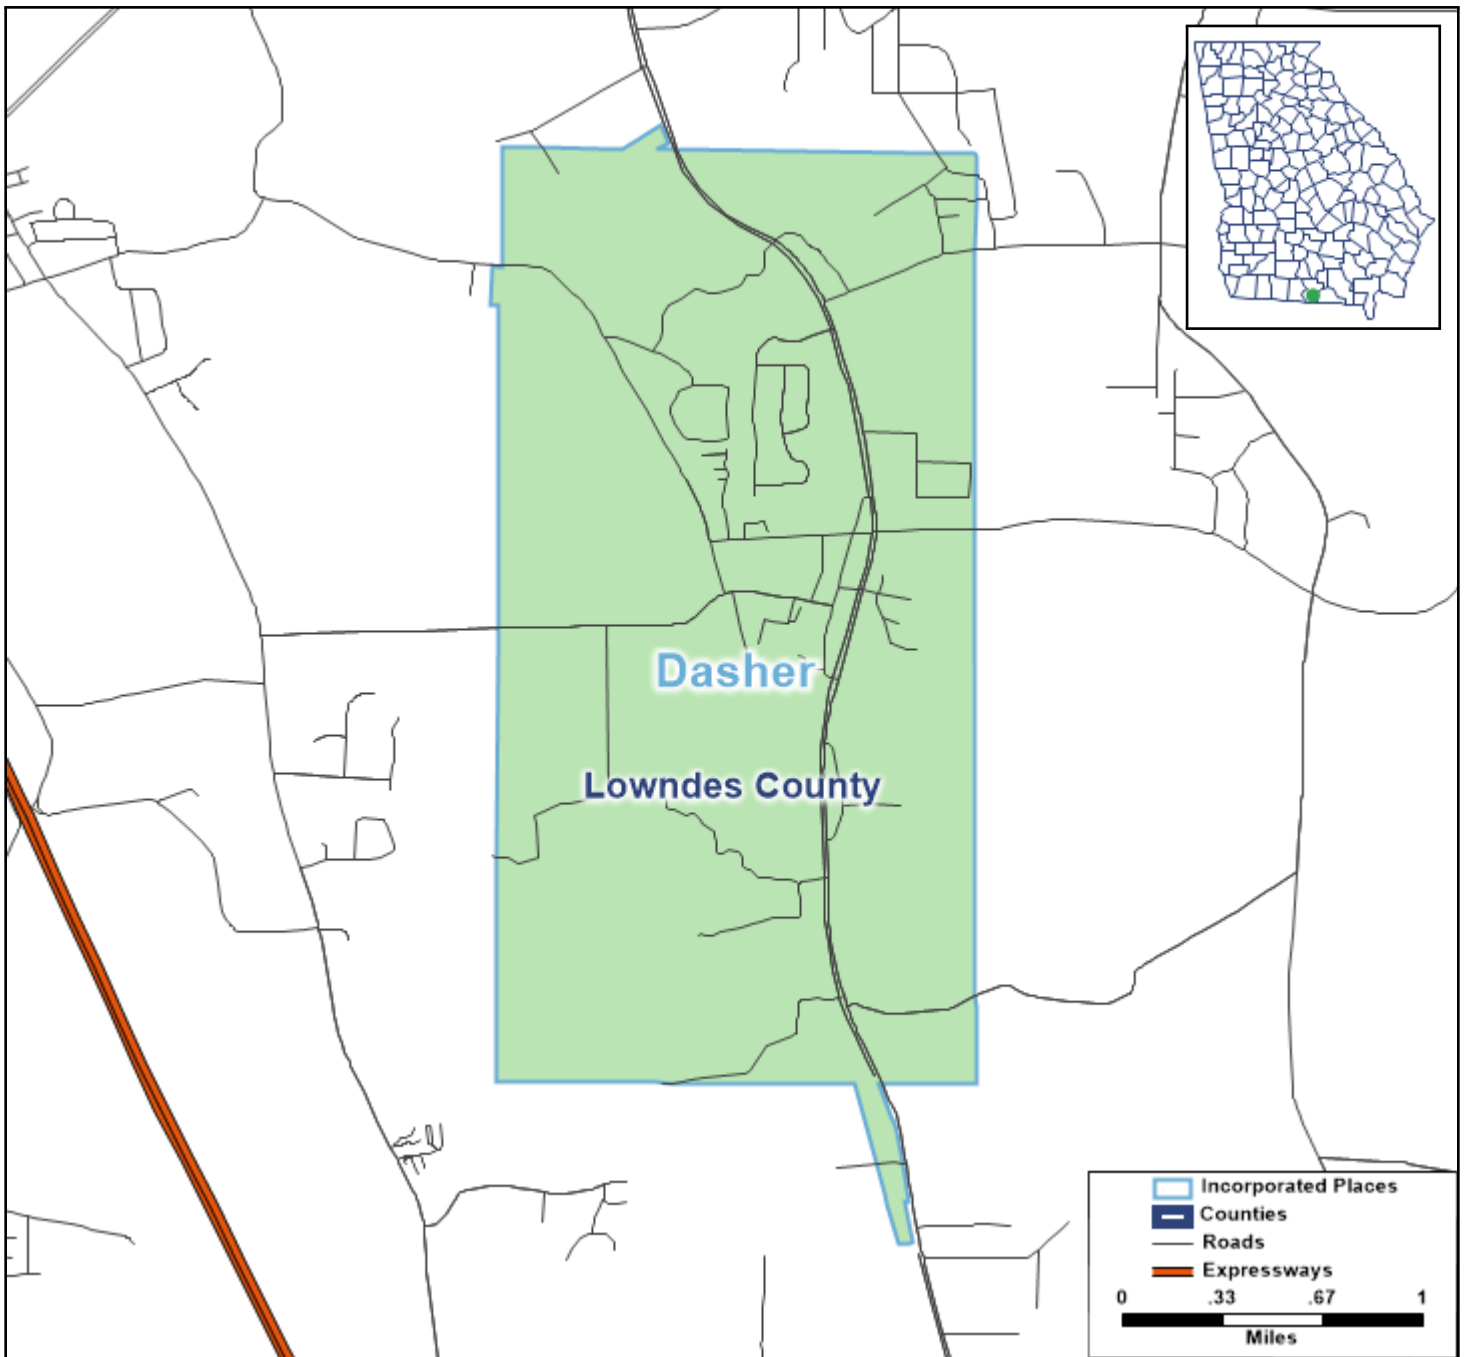 Dasher
Lowndes County
Incorporated Places
Counties
Roads
Expressways
0 .33 .67 1
Miles